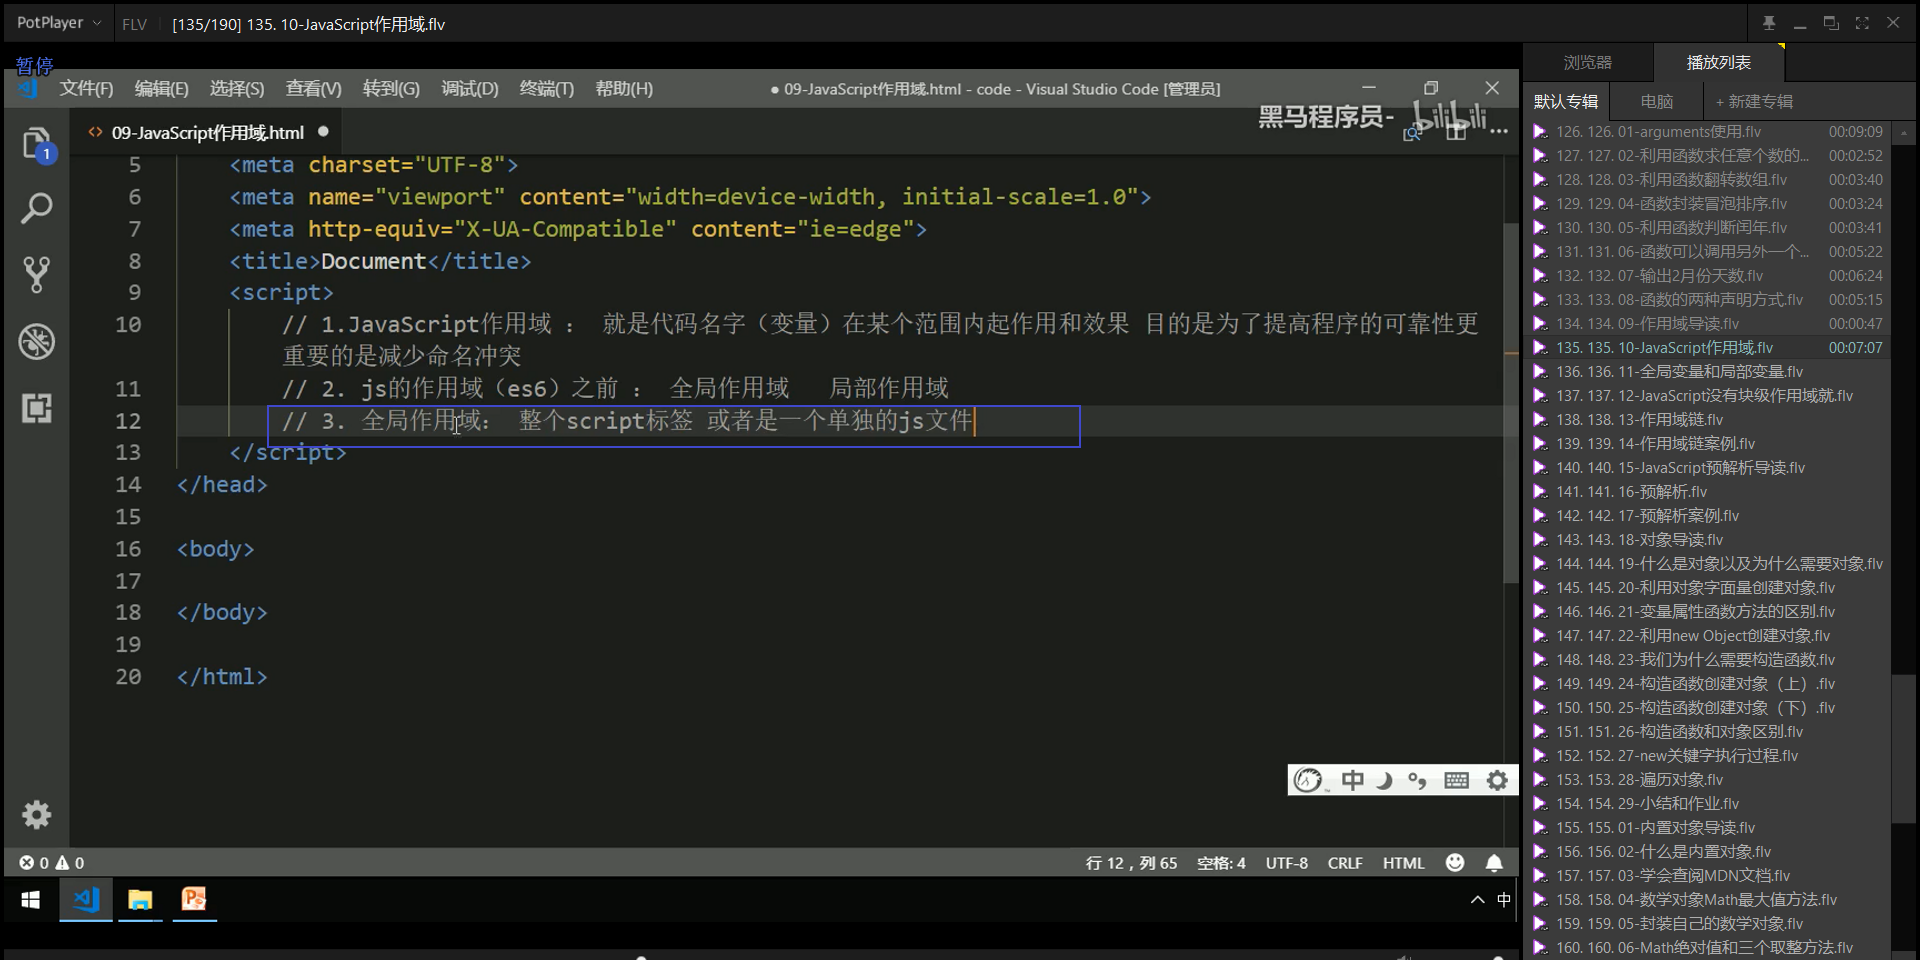 PotPlayer
FLV
[135/190] 135. 10-JavaScript作用域.flv
暂停
文件(F) 编辑(E) 选择(S) 查看(V) 转到(G) 调试(D) 终端(T) 帮助(H)
● 09-JavaScript作用域.html - code - Visual Studio Code [管理员]
<> 09-JavaScript作用域.html ●
黑马程序员- bilibili
1
5 <meta charset="UTF-8">
6 <meta name="viewport" content="width=device-width, initial-scale=1.0">
7 <meta http-equiv="X-UA-Compatible" content="ie=edge">
8 <title>Document</title>
9 <script>
10 // 1.JavaScript作用域 ： 就是代码名字（变量）在某个范围内起作用和效果 目的是为了提高程序的可靠性更
重要的是减少命名冲突
11 // 2. js的作用域（es6）之前 ： 全局作用域 局部作用域
12 // 3. 全局作用域： 整个script标签 或者是一个单独的js文件
13 </script>
14 </head>
15
16 <body>
17
18 </body>
19
20 </html>
中
0 0
行 12，列 65 空格: 4 UTF-8 CRLF HTML
中
浏览器 播放列表
默认专辑 电脑 + 新建专辑
126. 126. 01-arguments使用.flv 00:09:09
127. 127. 02-利用函数求任意个数的... 00:02:52
128. 128. 03-利用函数翻转数组.flv 00:03:40
129. 129. 04-函数封装冒泡排序.flv 00:03:24
130. 130. 05-利用函数判断闰年.flv 00:03:41
131. 131. 06-函数可以调用另外一个... 00:05:22
132. 132. 07-输出2月份天数.flv 00:06:24
133. 133. 08-函数的两种声明方式.flv 00:05:15
134. 134. 09-作用域导读.flv 00:00:47
135. 135. 10-JavaScript作用域.flv 00:07:07
136. 136. 11-全局变量和局部变量.flv
137. 137. 12-JavaScript没有块级作用域就.flv
138. 138. 13-作用域链.flv
139. 139. 14-作用域链案例.flv
140. 140. 15-JavaScript预解析导读.flv
141. 141. 16-预解析.flv
142. 142. 17-预解析案例.flv
143. 143. 18-对象导读.flv
144. 144. 19-什么是对象以及为什么需要对象.flv
145. 145. 20-利用对象字面量创建对象.flv
146. 146. 21-变量属性函数方法的区别.flv
147. 147. 22-利用new Object创建对象.flv
148. 148. 23-我们为什么需要构造函数.flv
149. 149. 24-构造函数创建对象（上）.flv
150. 150. 25-构造函数创建对象（下）.flv
151. 151. 26-构造函数和对象区别.flv
152. 152. 27-new关键字执行过程.flv
153. 153. 28-遍历对象.flv
154. 154. 29-小结和作业.flv
155. 155. 01-内置对象导读.flv
156. 156. 02-什么是内置对象.flv
157. 157. 03-学会查阅MDN文档.flv
158. 158. 04-数学对象Math最大值方法.flv
159. 159. 05-封装自己的数学对象.flv
160. 160. 06-Math绝对值和三个取整方法.flv